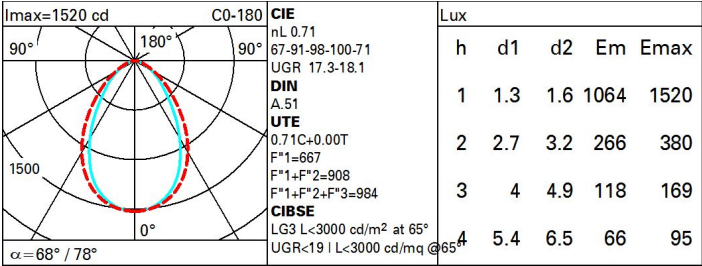 Imax=1520 cd C0-180
90° 180° 90°
1500
0°
α=68° / 78°
CIE
nL 0.71
67-91-98-100-71
UGR 17.3-18.1
DIN
A.51
UTE
0.71C+0.00T
F"1=667
F"1+F"2=908
F"1+F"2+F"3=984
CIBSE
LG3 L<3000 cd/m² at 65°
UGR<19 | L<3000 cd/mq @65°
Lux
h d1 d2 Em Emax
1 1.3 1.6 1064 1520
2 2.7 3.2 266 380
3 4 4.9 118 169
4 5.4 6.5 66 95